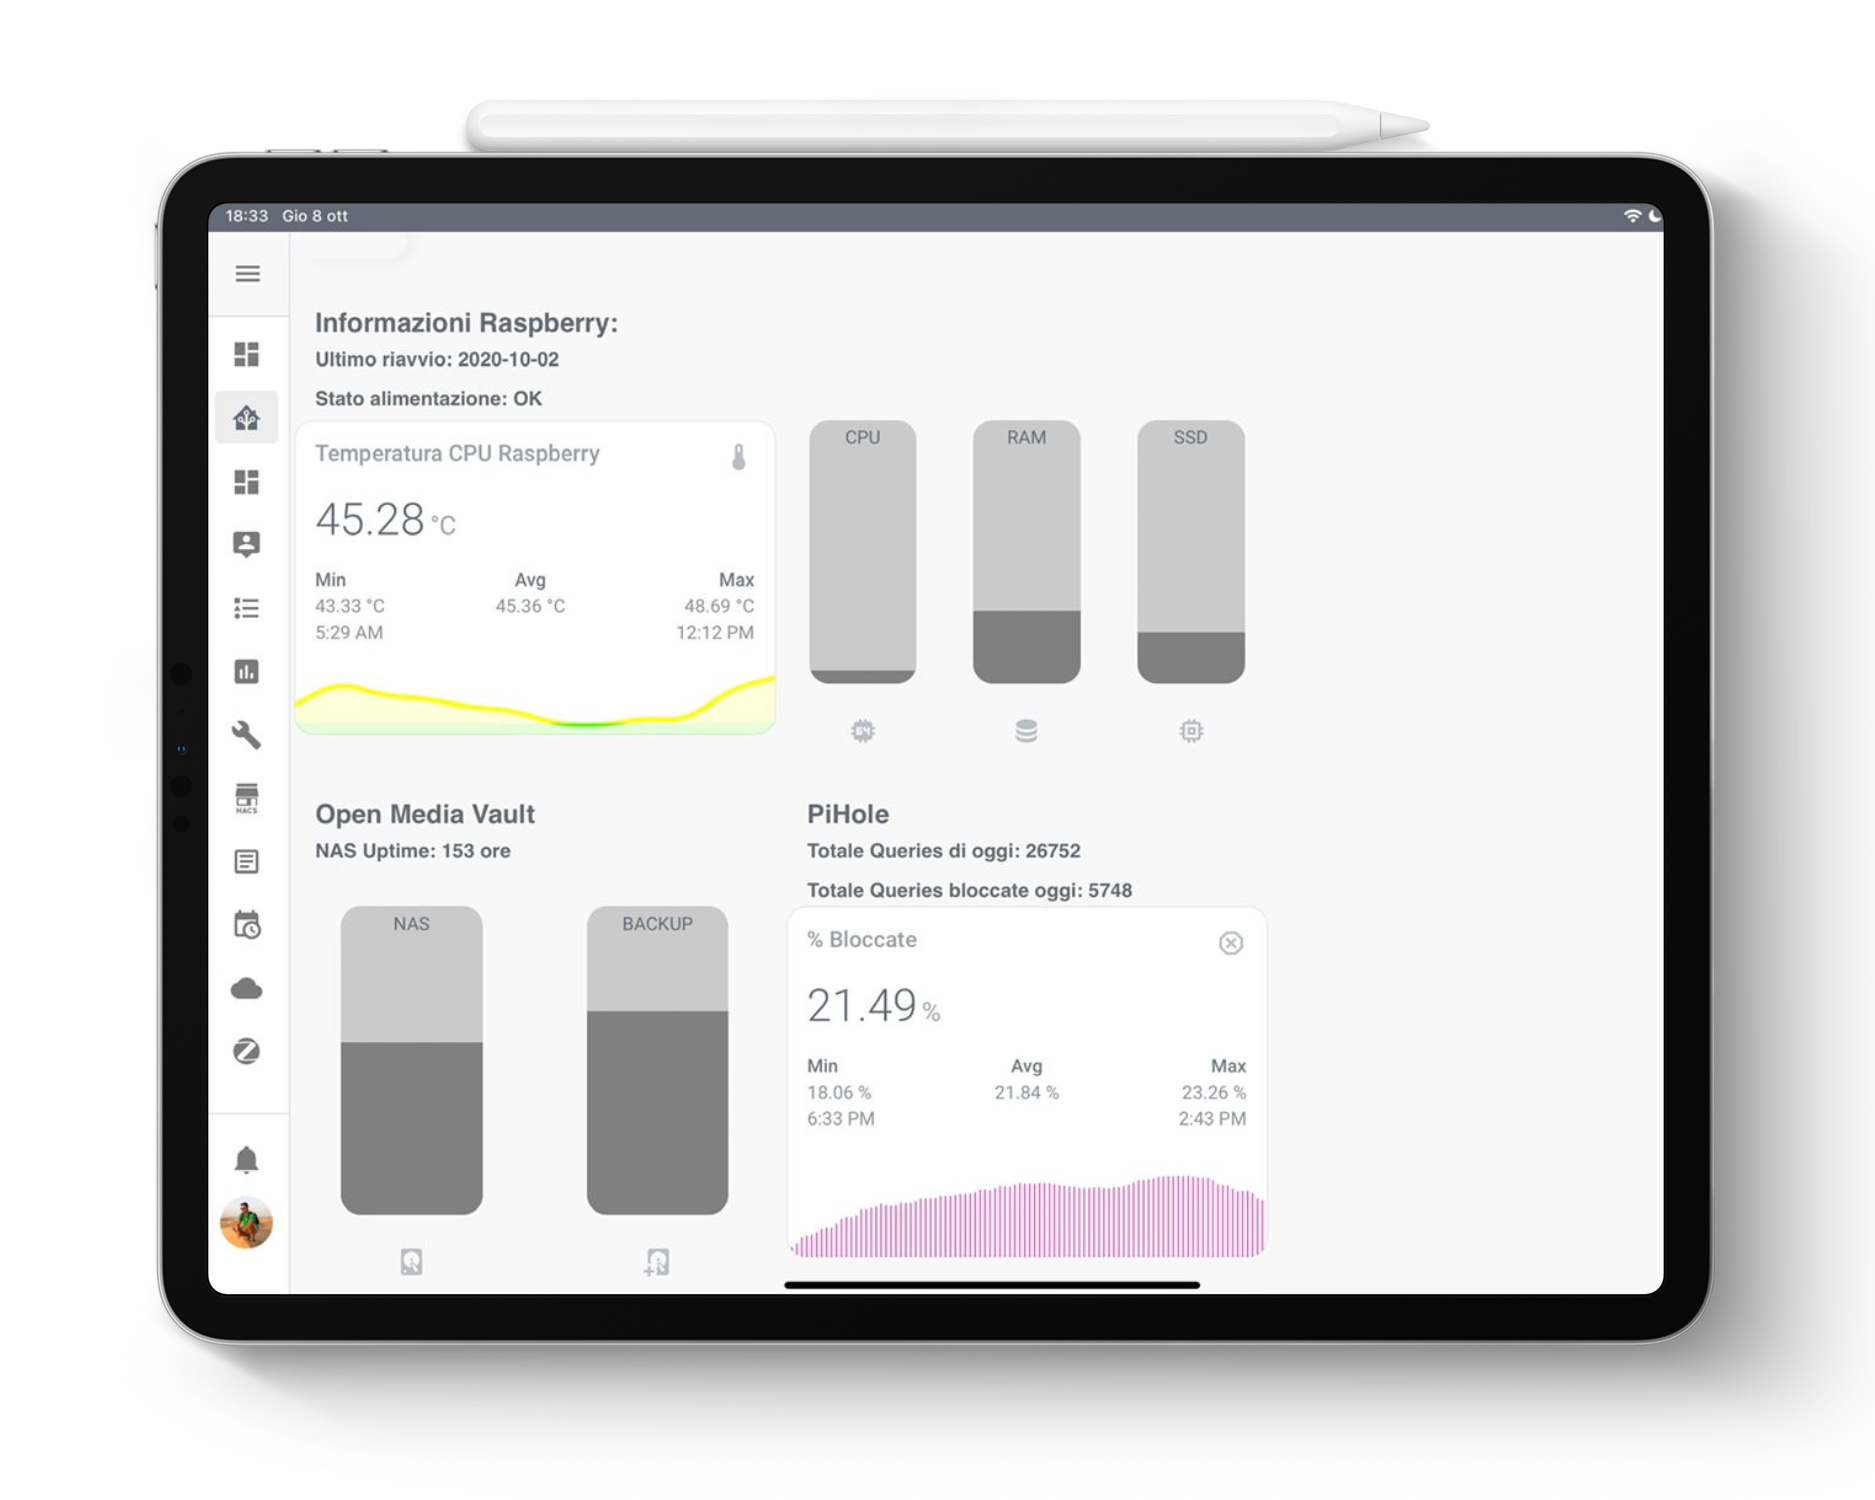 18:33 Gio 8 ott
Informazioni Raspberry:
Ultimo riavvio: 2020-10-02
Stato alimentazione: OK
Temperatura CPU Raspberry
45.28 °C
Min Avg Max
43.33 °C 45.36 °C 48.69 °C
5:29 AM 12:12 PM
CPU RAM SSD
64
HACS
Open Media Vault
NAS Uptime: 153 ore
NAS BACKUP
PiHole
Totale Queries di oggi: 26752
Totale Queries bloccate oggi: 5748
% Bloccate
21.49 %
Min Avg Max
18.06 % 21.84 % 23.26 %
6:33 PM 2:43 PM